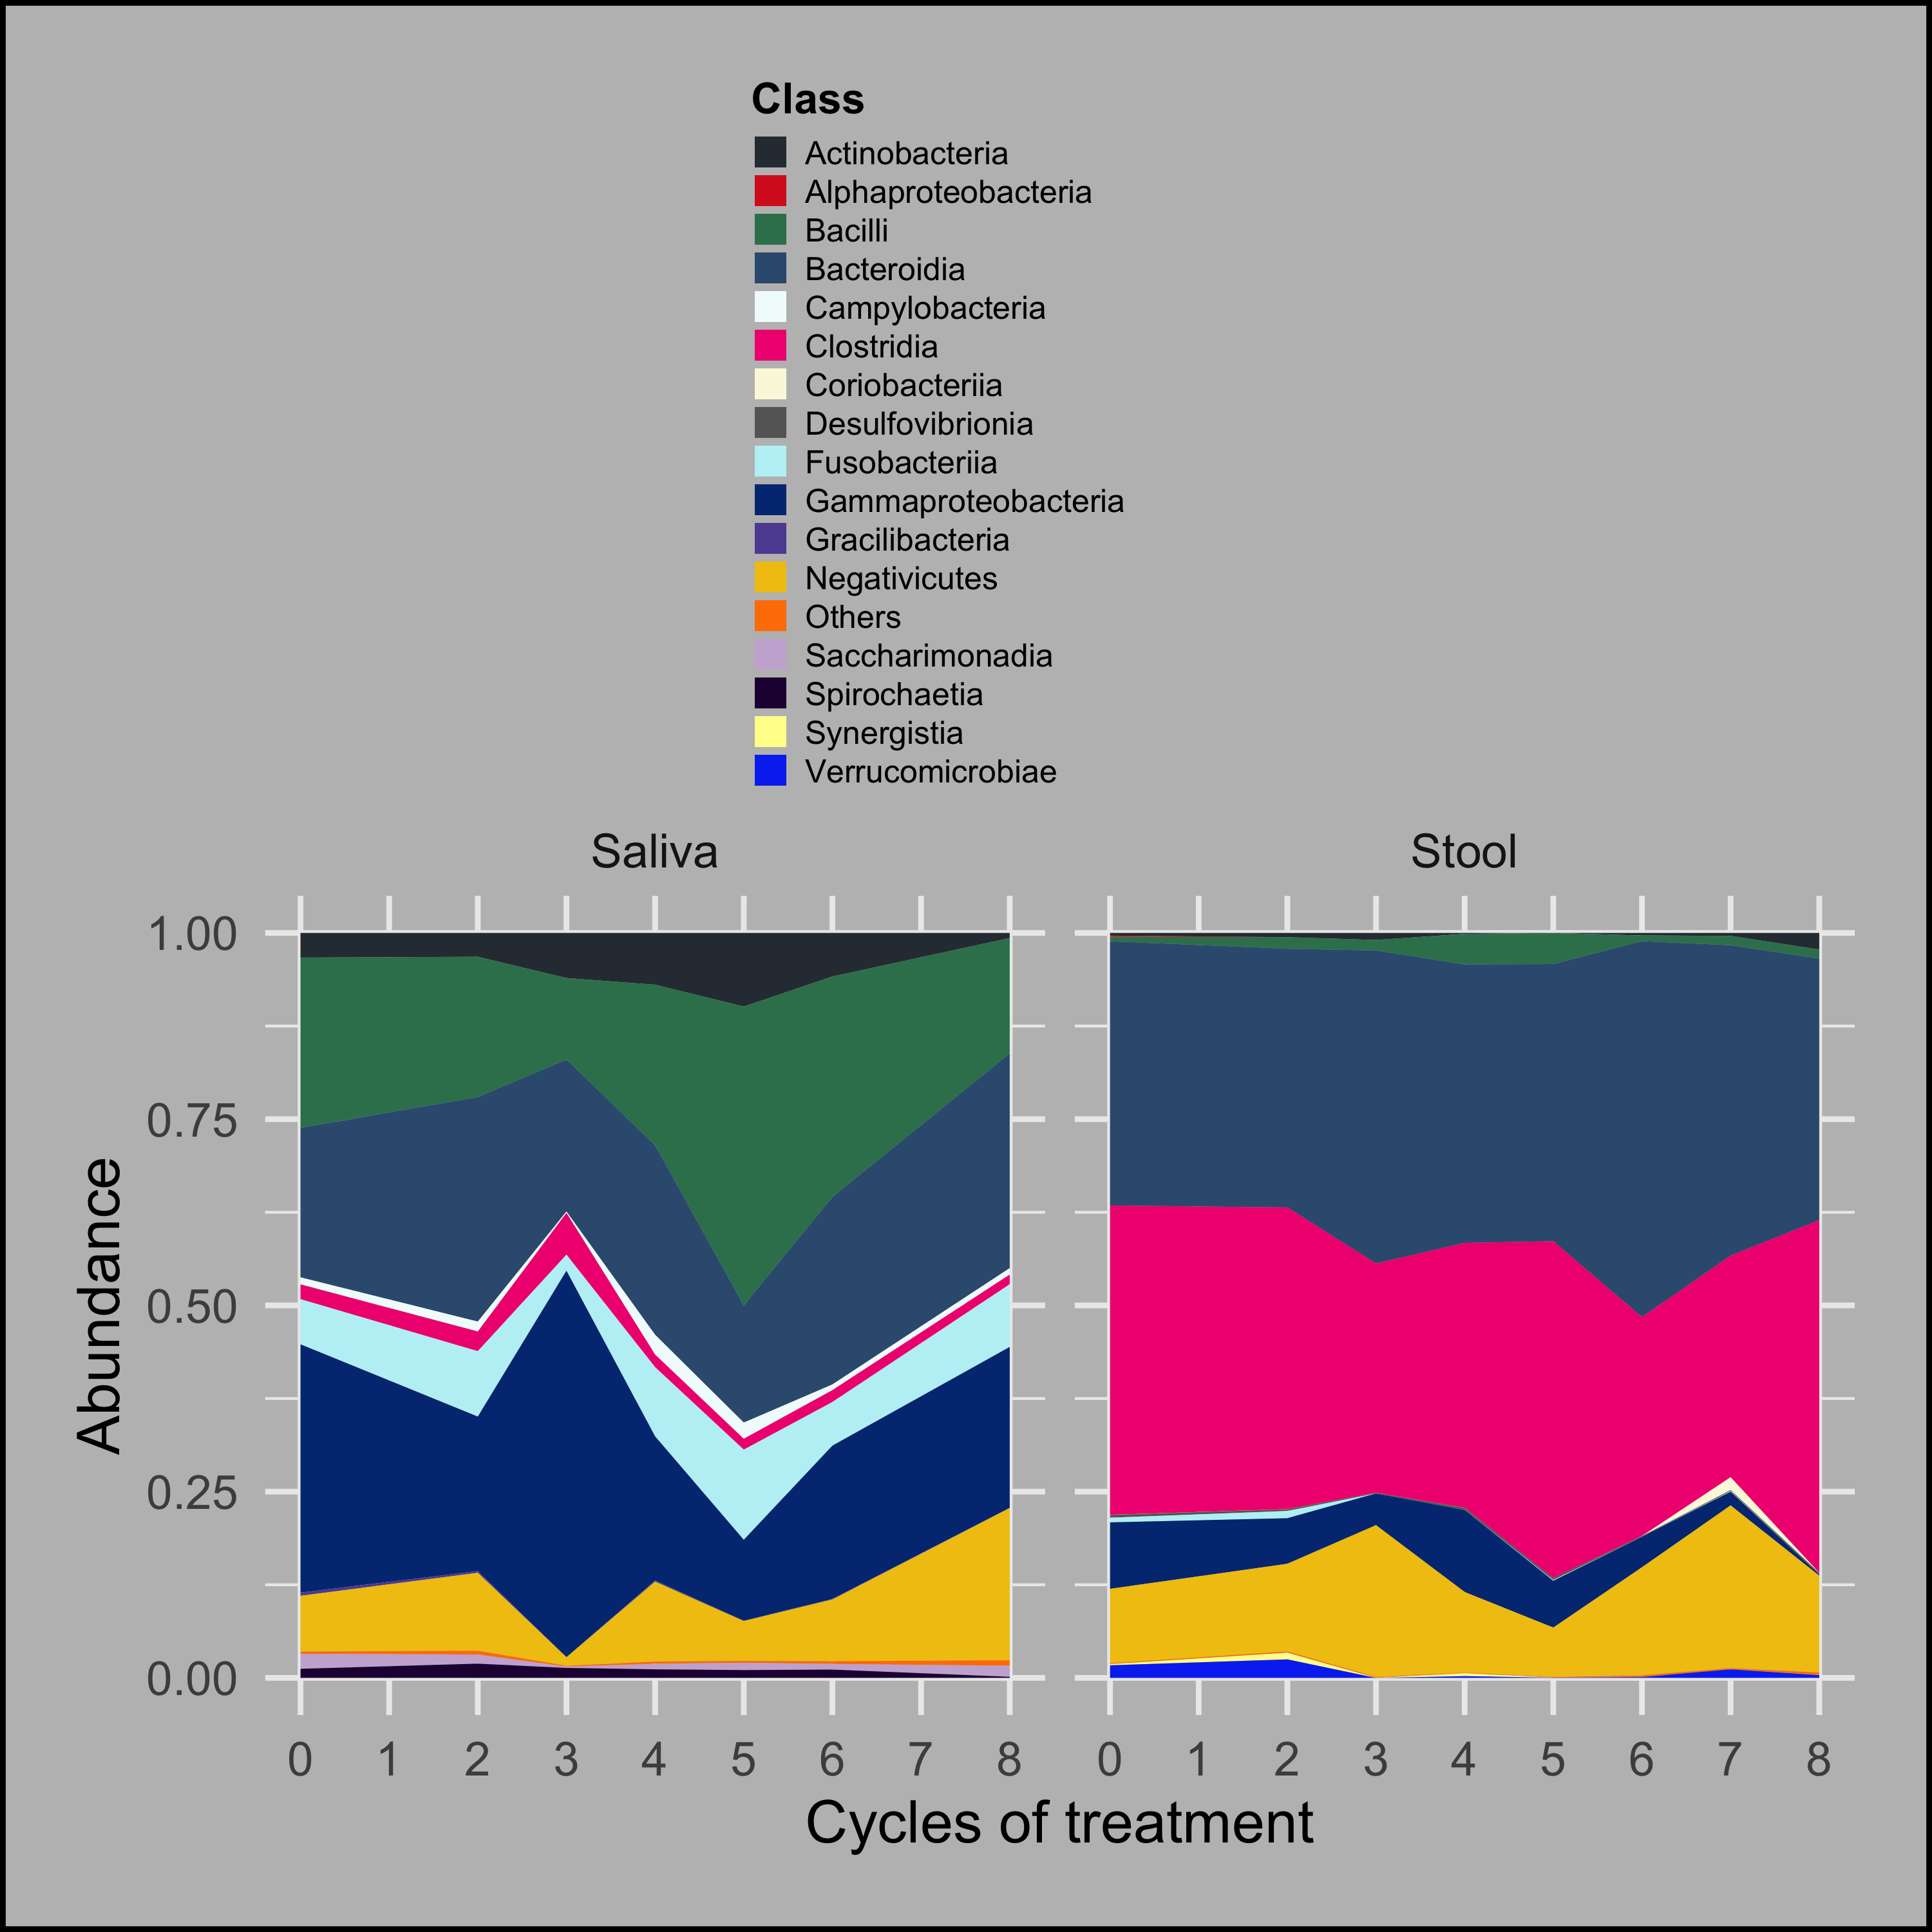 Class
Actinobacteria
Alphaproteobacteria
Bacilli
Bacteroidia
Campylobacteria
Clostridia
Coriobacteriia
Desulfovibrionia
Fusobacteriia
Gammaproteobacteria
Gracilibacteria
Negativicutes
Others
Saccharimonadia
Spirochaetia
Synergistia
Verrucomicrobiae
Saliva Stool
1.00
0.75
0.50
0.25
0.00
Abundance
0 1 2 3 4 5 6 7 8 0 1 2 3 4 5 6 7 8
Cycles of treatment